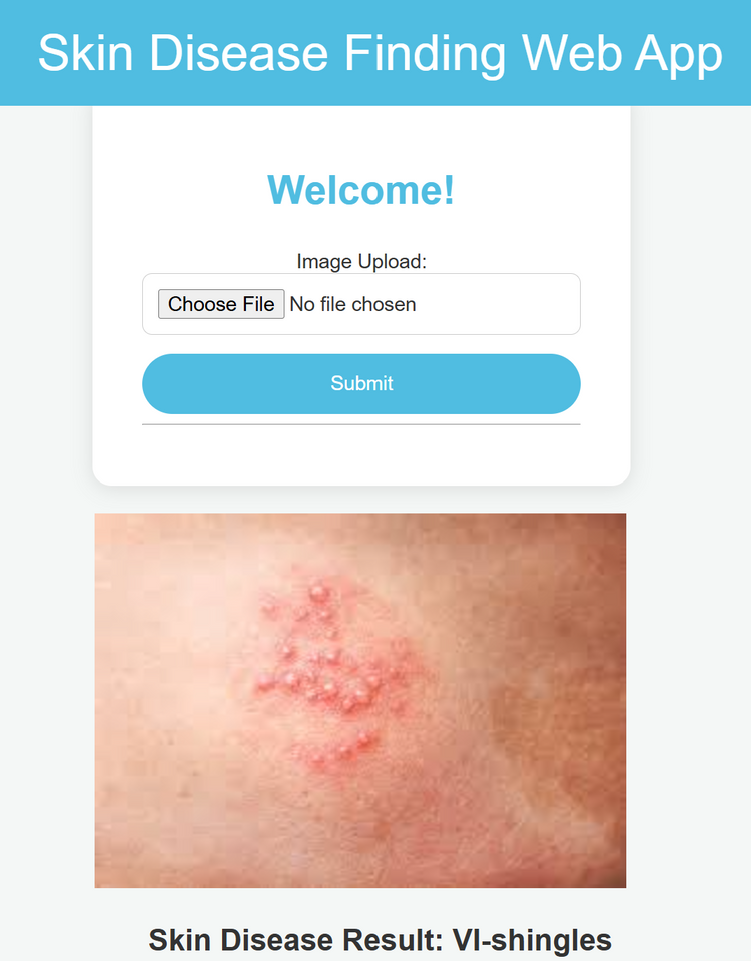 Skin Disease Finding Web App
Welcome!
Image Upload:
Choose File No file chosen
Submit
Skin Disease Result: VI-shingles